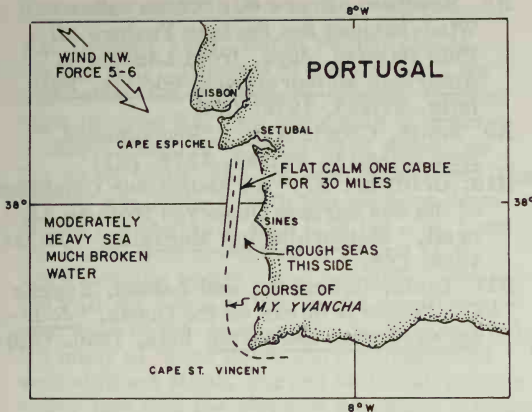 8°W
WIND N.W.
FORCE 5-6
PORTUGAL
LISBON
CAPE ESPICHEL
SETUBAL
FLAT CALM ONE CABLE
FOR 30 MILES
38°
38°
MODERATELY
HEAVY SEA
MUCH BROKEN
WATER
SINES
ROUGH SEAS
THIS SIDE
COURSE OF
M.Y. YVANCHA
CAPE ST. VINCENT
8°W